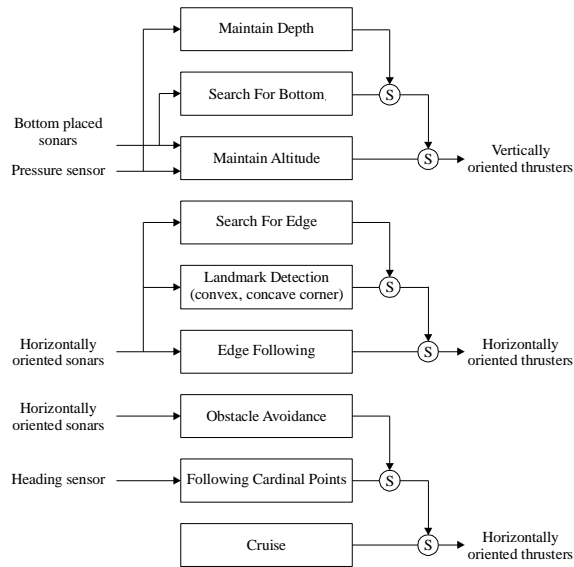 Maintain Depth
S
Search For Bottom
Bottom placed
sonars
S
Pressure sensor
Maintain Altitude
Vertically
oriented thrusters
Search For Edge
Landmark Detection
(convex, concave corner)
S
Horizontally
oriented sonars
Edge Following
S
Horizontally
oriented thrusters
Horizontally
oriented sonars
Obstacle Avoidance
Heading sensor
Following Cardinal Points
S
Cruise
S
Horizontally
oriented thrusters